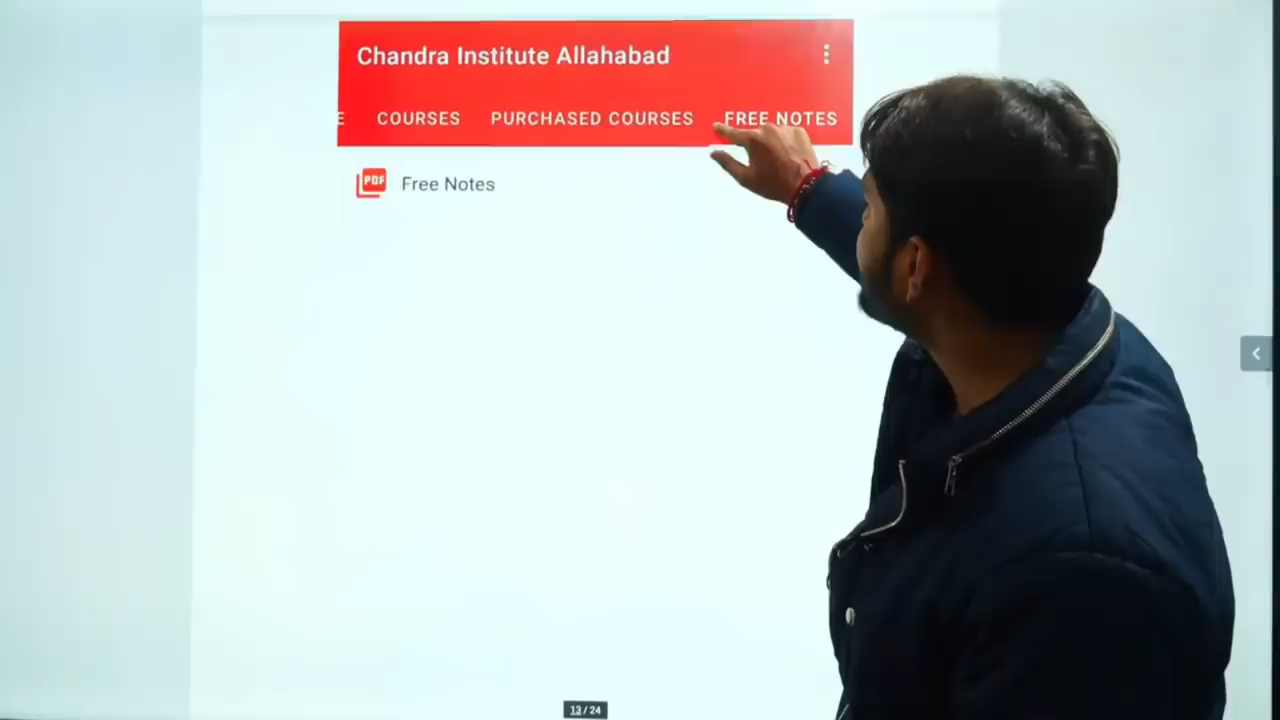 Chandra Institute Allahabad
E COURSES PURCHASED COURSES FREE NOTES
PDF Free Notes
13 / 24